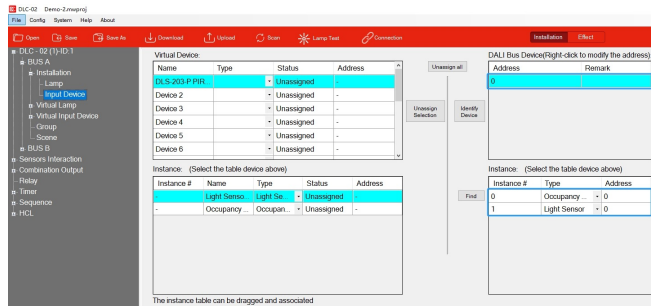 DLC-02 Demo-2.nwproj
File Config System Help About
Open Save Save As Download Upload Scan Lamp Test Connection Installation Effect
DLC - 02 (1)-ID:1
BUS A
Installation
Lamp
Input Device
Virtual Lamp
Virtual Input Device
Group
Scene
BUS B
Sensors Interaction
Combination Output
Relay
Timer
Sequence
HCL
Virtual Device:
Name Type Status Address
DLS-203-P PIR Unassigned -
Device 2 Unassigned -
Device 3 Unassigned -
Device 4 Unassigned -
Device 5 Unassigned -
Device 6 Unassigned -
Instance: (Select the table device above)
Instance # Name Type Status Address
- Light Senso... Light Se... Unassigned -
- Occupancy ... Occupan... Unassigned -
The instance table can be dragged and associated
Unassign all
Unassign Selection
Identify Device
Find
DALI Bus Device(Right-click to modify the address)
Address Remark
0
Instance: (Select the table device above)
Instance # Type Address
0 Occupancy ... 0
1 Light Sensor 0